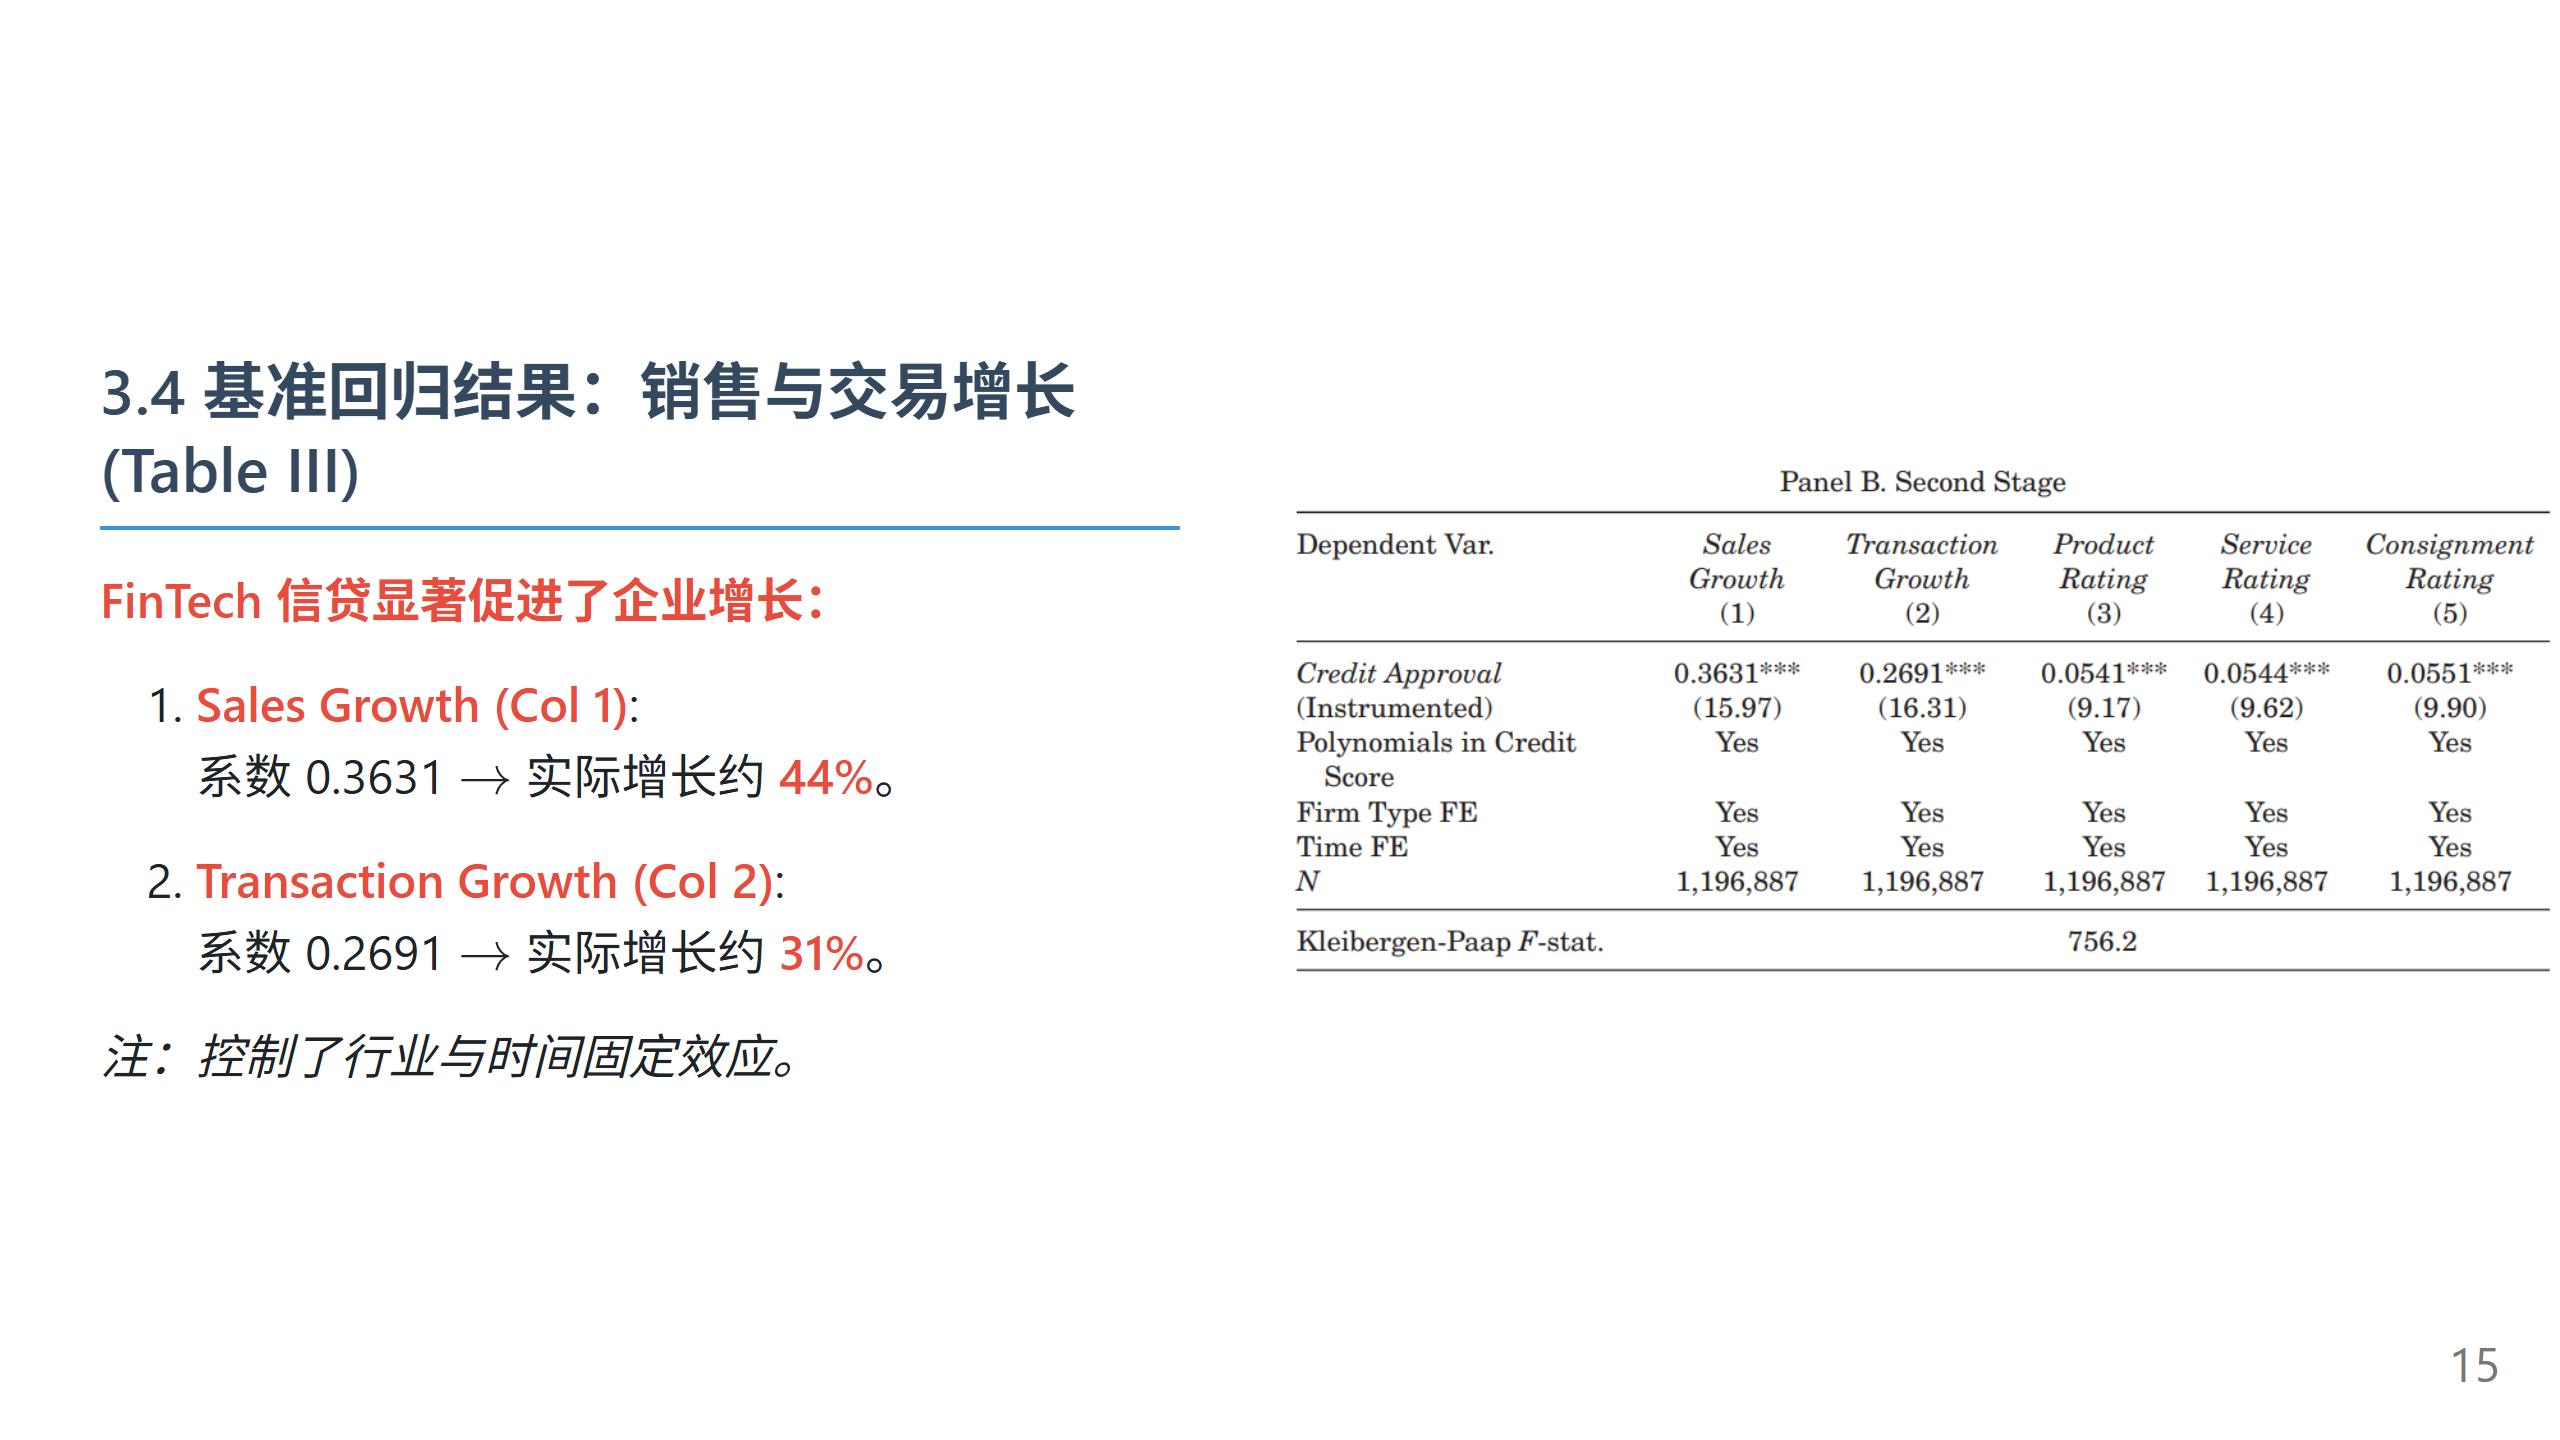 3.4 基准回归结果：销售与交易增长
(Table III)
FinTech 信贷显著促进了企业增长：
1. Sales Growth (Col 1):
系数 0.3631 → 实际增长约 44%。
2. Transaction Growth (Col 2):
系数 0.2691 → 实际增长约 31%。
注：控制了行业与时间固定效应。
Panel B. Second Stage
Dependent Var. Sales Transaction Product Service Consignment
Growth Growth Rating Rating Rating
(1) (2) (3) (4) (5)
Credit Approval 0.3631*** 0.2691*** 0.0541*** 0.0544*** 0.0551***
(Instrumented) (15.97) (16.31) (9.17) (9.62) (9.90)
Polynomials in Credit Yes Yes Yes Yes Yes
Score
Firm Type FE Yes Yes Yes Yes Yes
Time FE Yes Yes Yes Yes Yes
N 1,196,887 1,196,887 1,196,887 1,196,887 1,196,887
Kleibergen-Paap F-stat. 756.2
15